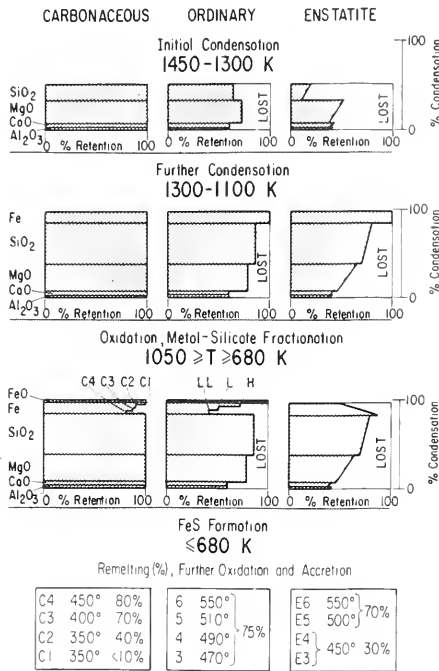 CARBONACEOUS ORDINARY ENSTATITE
Initial Condensation
1450-1300 K
SiO2
MgO
CaO
Al2O3
LOST
100
0
% Condensation
0 % Retention 100
0 % Retention 100
0 % Retention 100
Further Condensation
1300-1100 K
Fe
SiO2
MgO
CaO
Al2O3
LOST
100
0
% Condensation
0 % Retention 100
0 % Retention 100
0 % Retention 100
Oxidation, Metal-Silicate Fractionation
1050 ≥ T ≥ 680 K
C4 C3 C2 C1 LL L H
FeO
Fe
SiO2
MgO
CaO
Al2O3
LOST
100
0
% Condensation
0 % Retention 100
0 % Retention 100
0 % Retention 100
FeS Formation
≤680 K
Remelting (%), Further Oxidation and Accretion
C4 450° 80%
C3 400° 70%
C2 350° 40%
C1 350° <10%
6 550°
5 510°
4 490°
3 470°
75%
E6 550°
E5 500°
70%
E4
E3
450° 30%